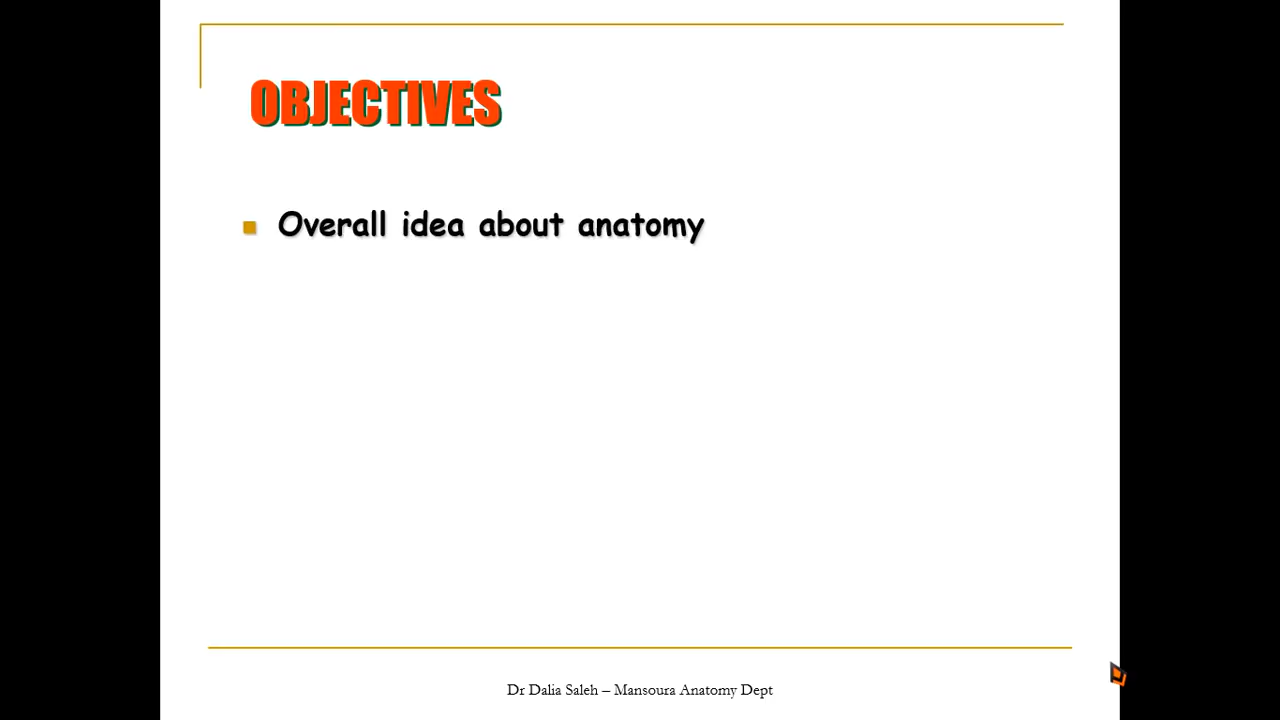 OBJECTIVES
Overall idea about anatomy
Dr Dalia Saleh – Mansoura Anatomy Dept